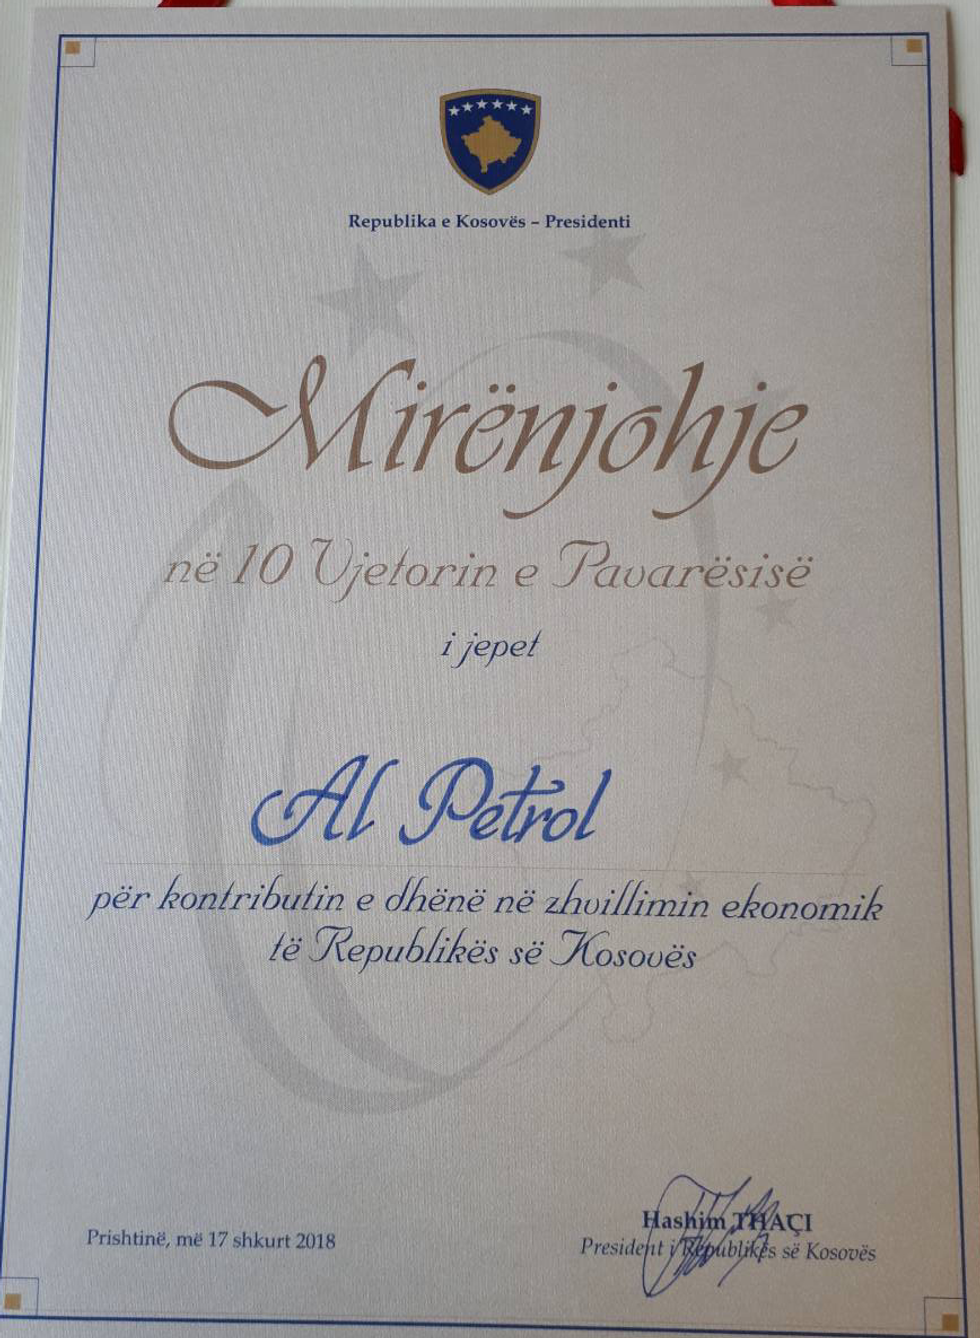 Republika e Kosovës – Presidenti
Mirënjohje
në 10 Vjetorin e Pavarësisë
i jepet
Al Petrol
për kontributin e dhënë në zhvillimin ekonomik
të Republikës së Kosovës
Prishtinë, më 17 shkurt 2018
Hashim THAÇI
President i Republikës së Kosovës